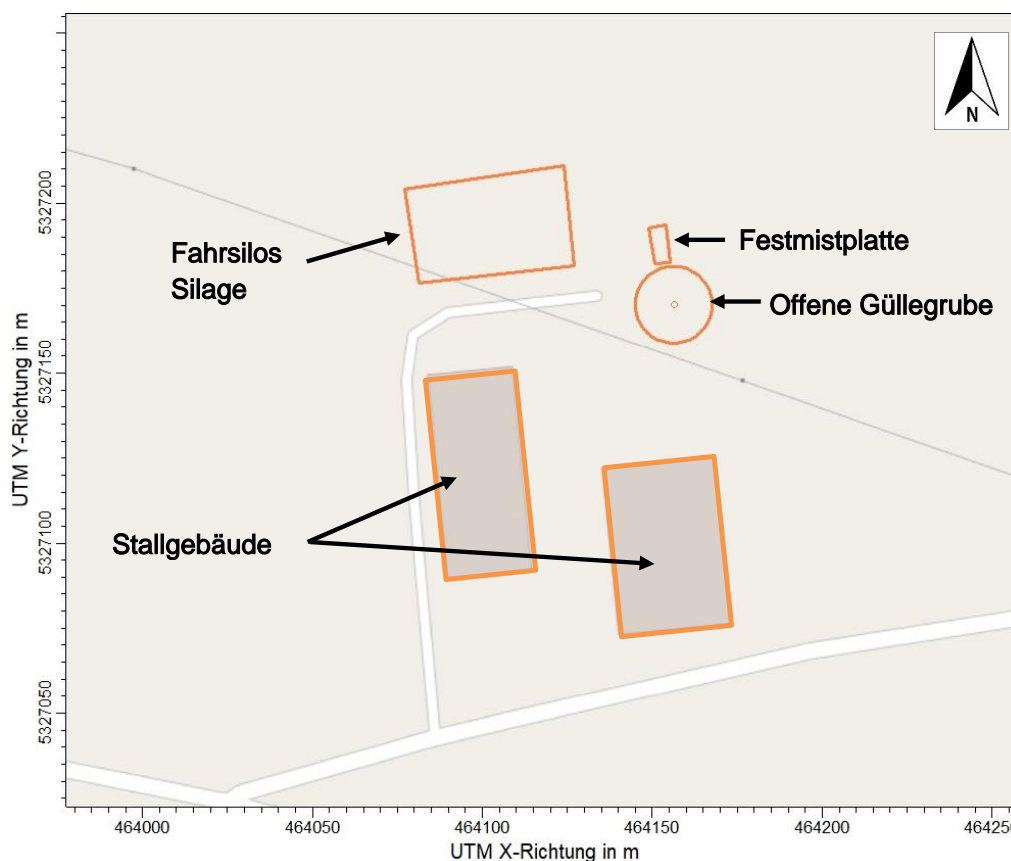 N
5327200
Fahrsilos
Silage
Festmistplatte
Offene Güllegrube
5327150
UTM Y-Richtung in m
5327100
Stallgebäude
5327050
464000
464050
464100
464150
464200
464250
UTM X-Richtung in m